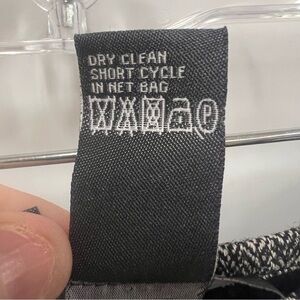 DRY CLEAN
SHORT CYCLE
IN NET BAG
P